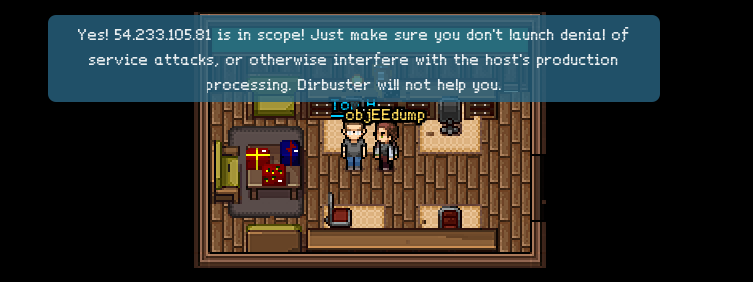 Yes! 54.233.105.81 is in scope! Just make sure you don't launch denial of
service attacks, or otherwise interfere with the host's production
processing. Dirbuster will not help you.
objEEdump